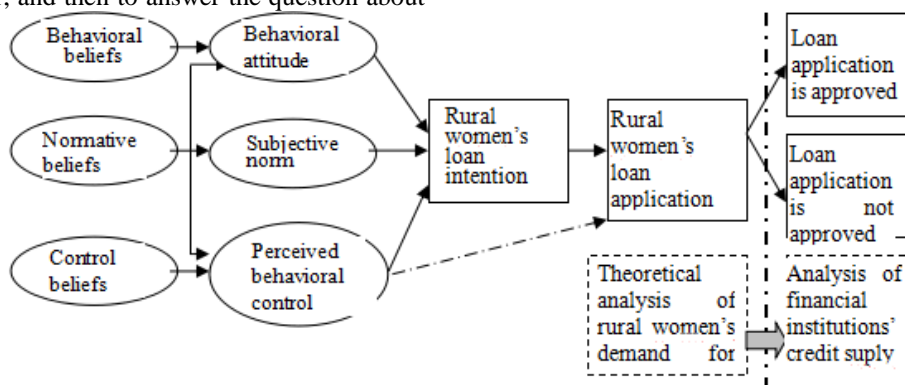 , and then to answer the question about
Behavioral
beliefs
Behavioral
attitude
Normative
beliefs
Subjective
norm
Control
beliefs
Perceived
behavioral
control
Rural
women's
loan
intention
Rural
women's
loan
application
Loan
application
is approved
Loan
application
is not
approved
Theoretical
analysis of
rural women's
demand for
Analysis of
financial
institutions'
credit suply